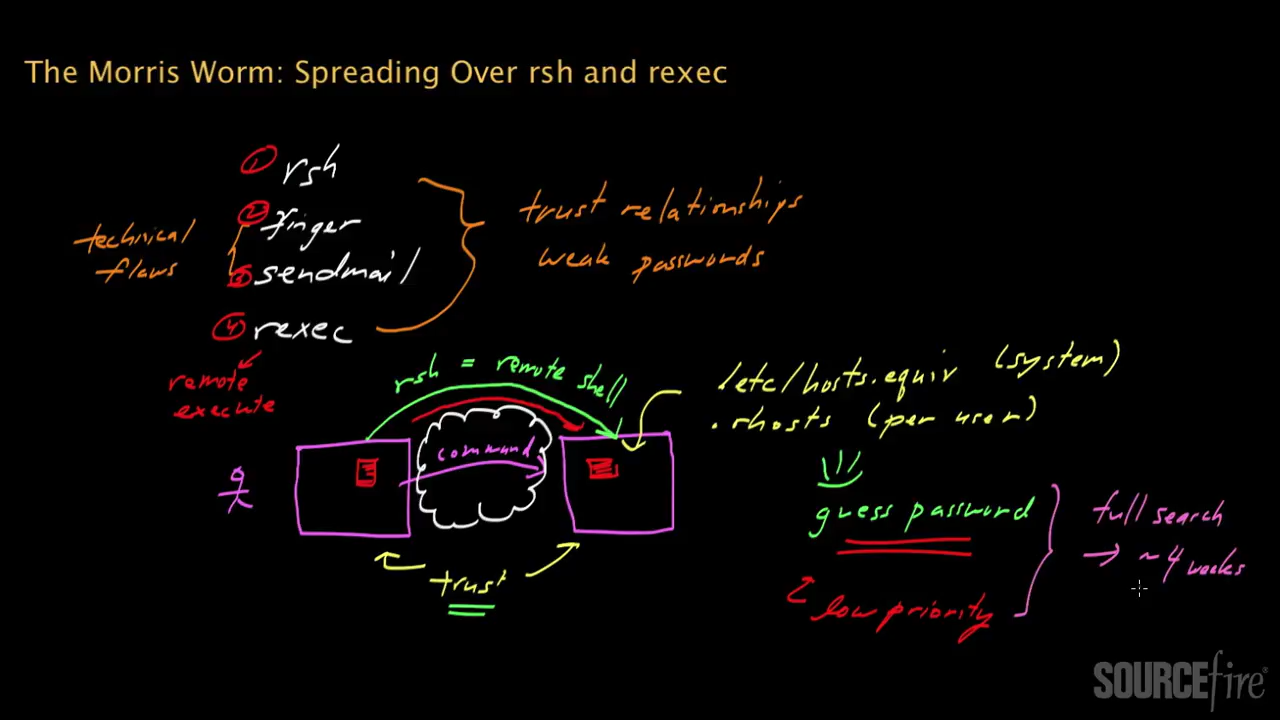 The Morris Worm: Spreading Over rsh and rexec
1 rsh
2 finger
3 sendmail
4 rexec
technical
flaws
trust relationships
weak passwords
remote
execute
rsh = remote shell
command
trust
/etc/hosts.equiv (system)
.rhosts (per user)
guess password
low priority
full search
→ ~4 weeks
SOURCEfire®